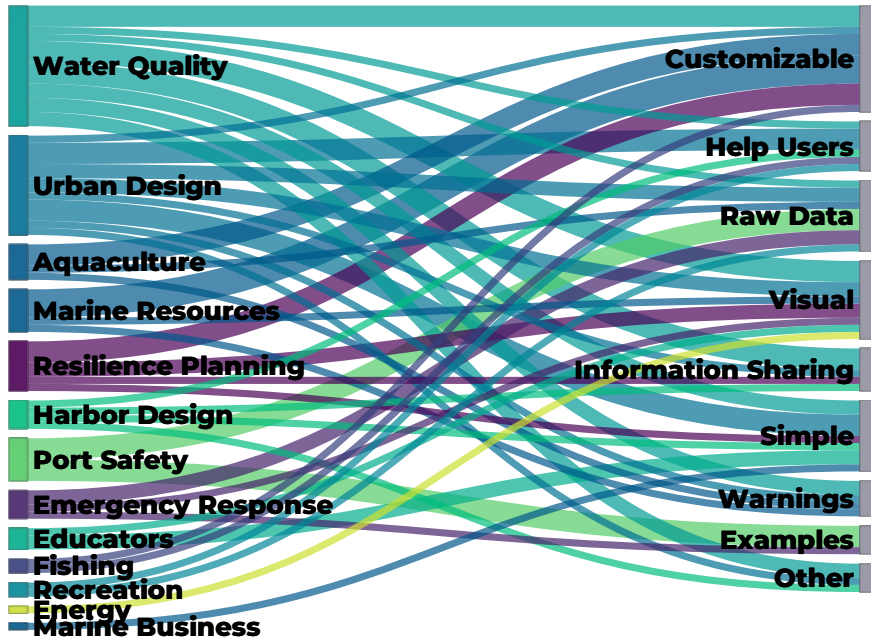 Water Quality
Urban Design
Aquaculture
Marine Resources
Resilience Planning
Harbor Design
Port Safety
Emergency Response
Educators
Fishing
Recreation
Energy
Marine Business
Customizable
Help Users
Raw Data
Visual
Information Sharing
Simple
Warnings
Examples
Other